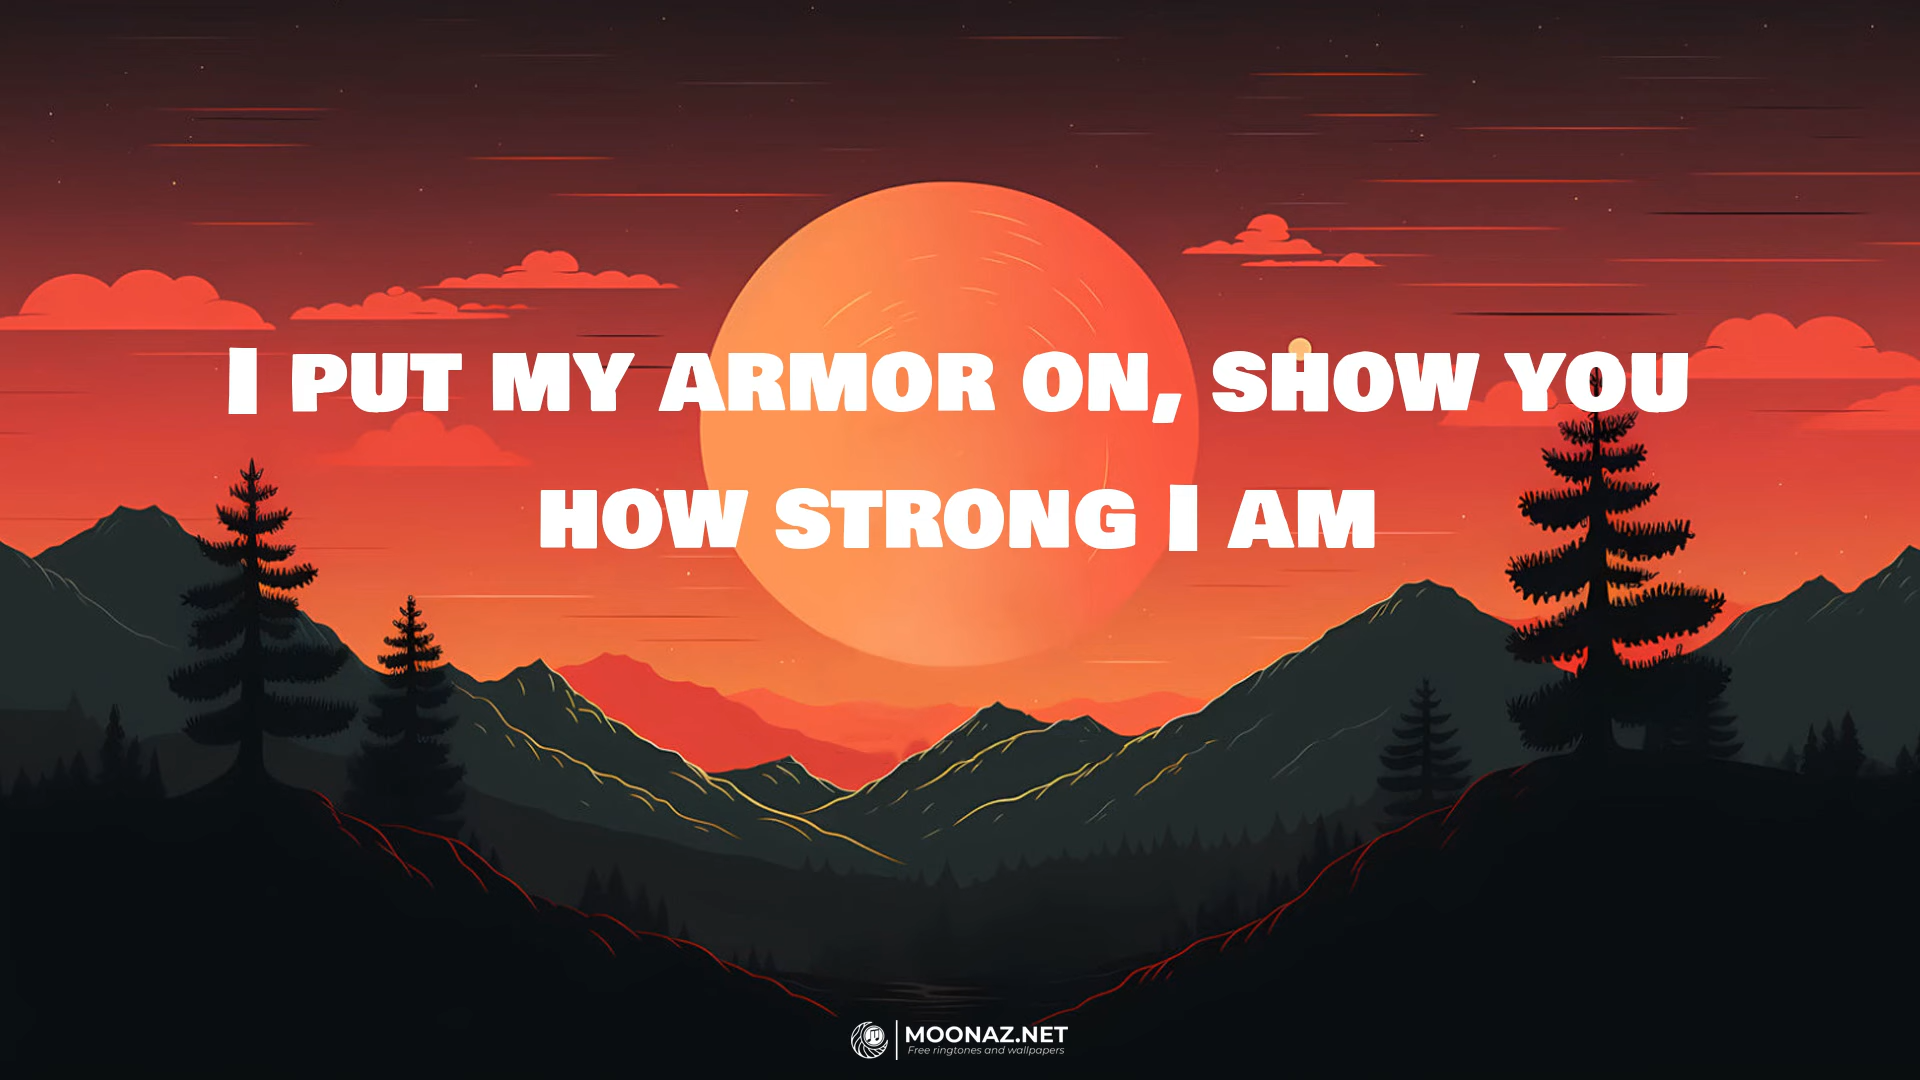 I PUT MY ARMOR ON, SHOW YOU
HOW STRONG I AM
MOONAZ.NET
Free ringtones and wallpapers